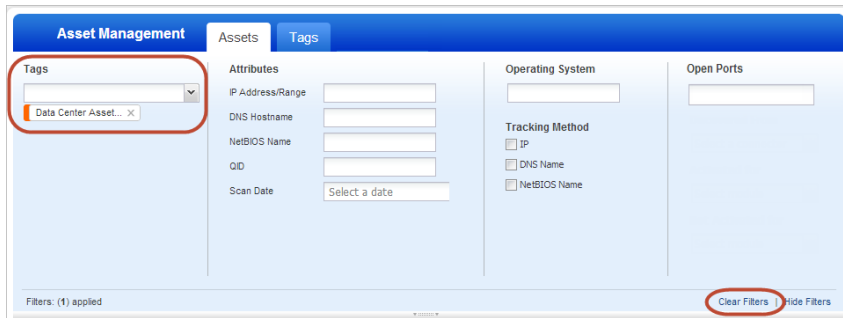 Asset Management
Assets
Tags
Tags
Data Center Asset...
Attributes
IP Address/Range
DNS Hostname
NetBIOS Name
QID
Scan Date
Select a date
Operating System
Tracking Method
IP
DNS Name
NetBIOS Name
Open Ports
Filters: (1) applied
Clear Filters | Hide Filters